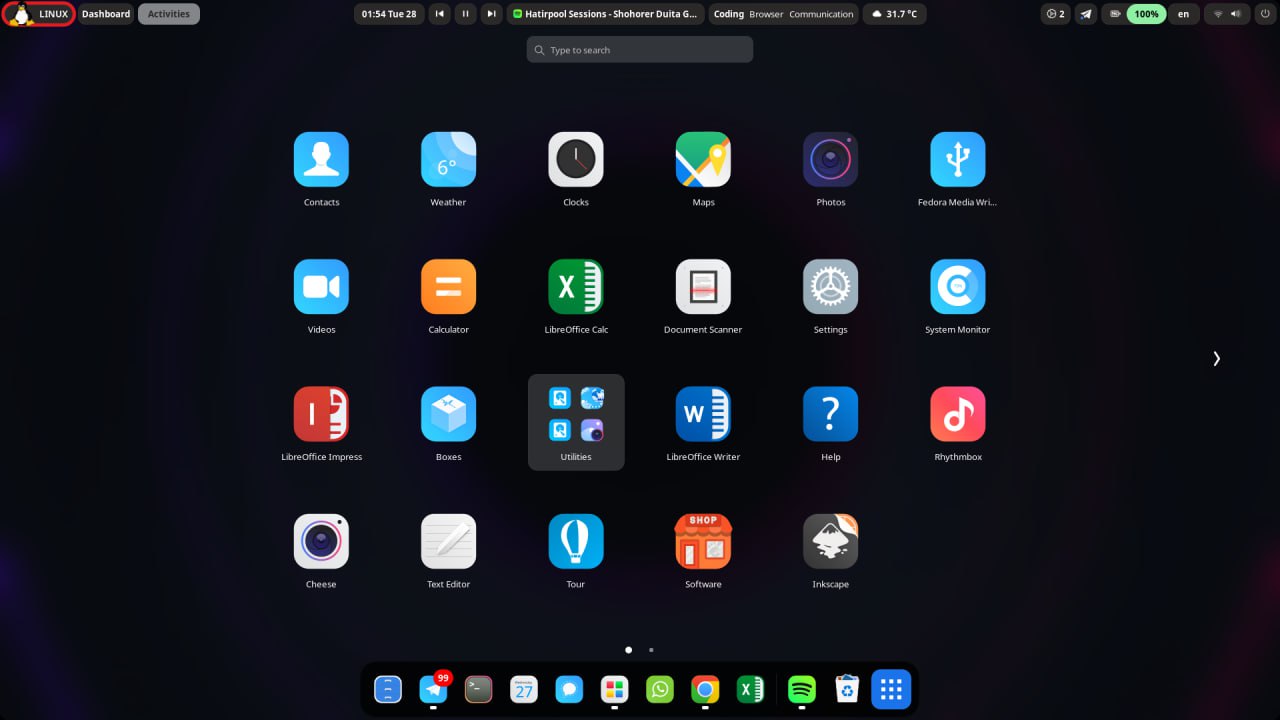 LINUX Dashboard Activities 01:54 Tue 28 Hatirpool Sessions - Shohorer Duita G... Coding Browser Communication 31.7 °C 2 100% en
Type to search
6°
Contacts Weather Clocks Maps Photos Fedora Media Wri...
X
Videos Calculator LibreOffice Calc Document Scanner Settings System Monitor
I W ?
LibreOffice Impress Boxes Utilities LibreOffice Writer Help Rhythmbox
SHOP
Cheese Text Editor Tour Software Inkscape
99
>_ 27 X